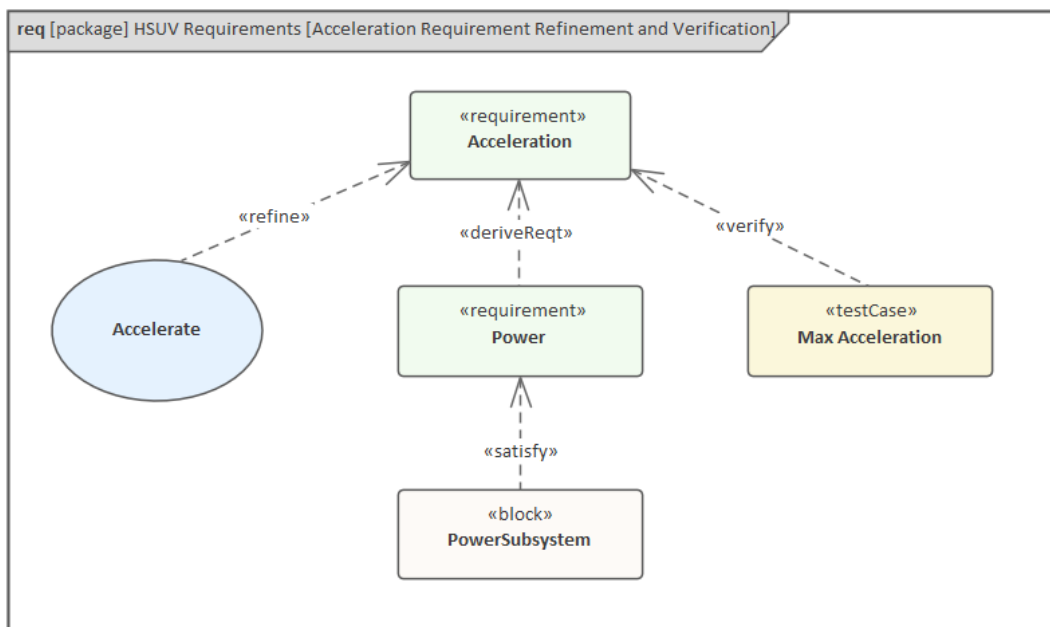 req [package] HSUV Requirements [Acceleration Requirement Refinement and Verification]
«requirement»
Acceleration
«refine»
«deriveReqt»
«verify»
Accelerate
«requirement»
Power
«testCase»
Max Acceleration
«satisfy»
«block»
PowerSubsystem